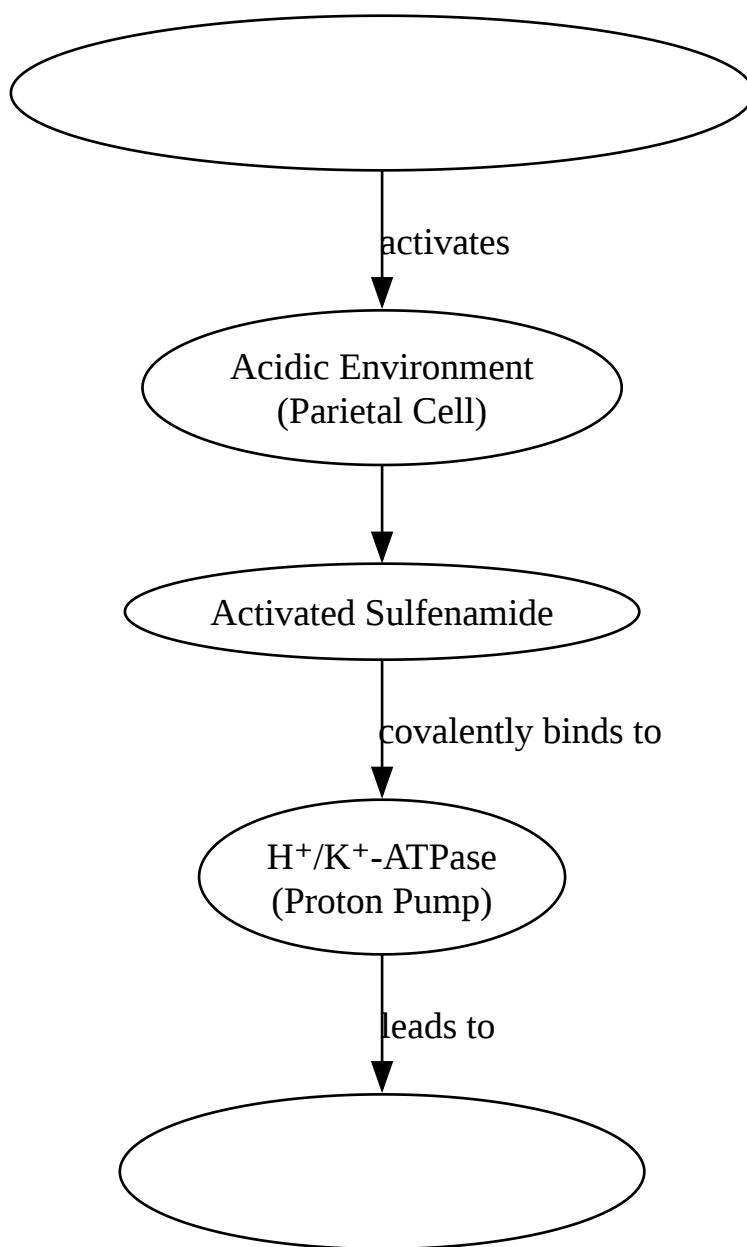 activates
Acidic Environment
(Parietal Cell)
Activated Sulfenamide
covalently binds to
H⁺/K⁺-ATPase
(Proton Pump)
leads to